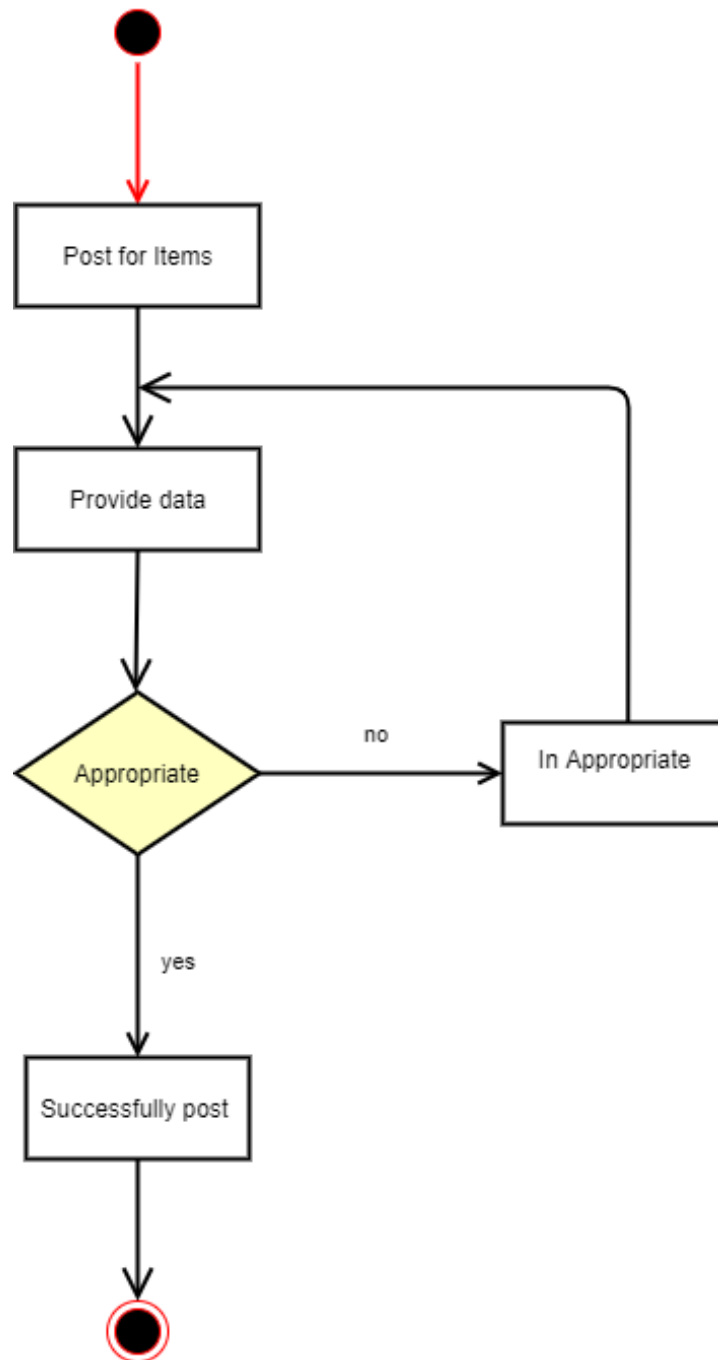 Post for Items
Provide data
Appropriate
no
In Appropriate
yes
Successfully post